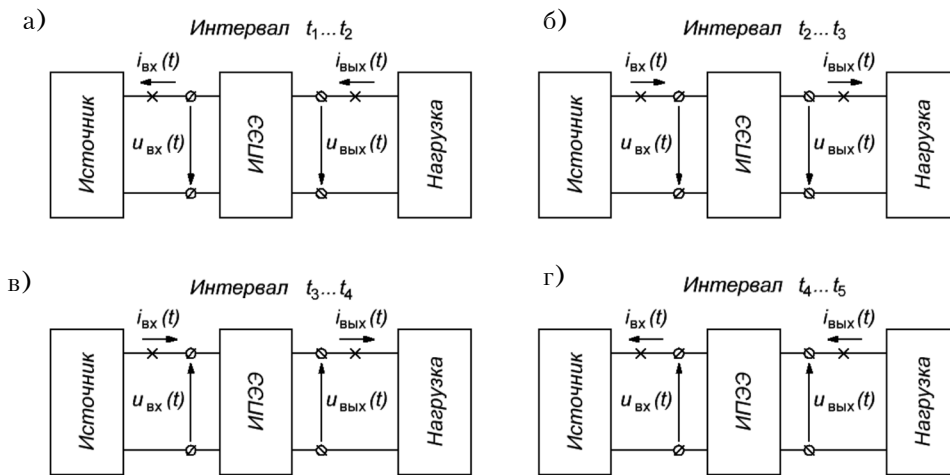 а)
Интервал t₁...t₂
iвх(t)
iвых(t)
Источник
uвх(t)
ИПЭЭ
uвых(t)
Нагрузка
б)
Интервал t₂...t₃
iвх(t)
iвых(t)
Источник
uвх(t)
ИПЭЭ
uвых(t)
Нагрузка
в)
Интервал t₃...t₄
iвх(t)
iвых(t)
Источник
uвх(t)
ИПЭЭ
uвых(t)
Нагрузка
г)
Интервал t₄...t₅
iвх(t)
iвых(t)
Источник
uвх(t)
ИПЭЭ
uвых(t)
Нагрузка